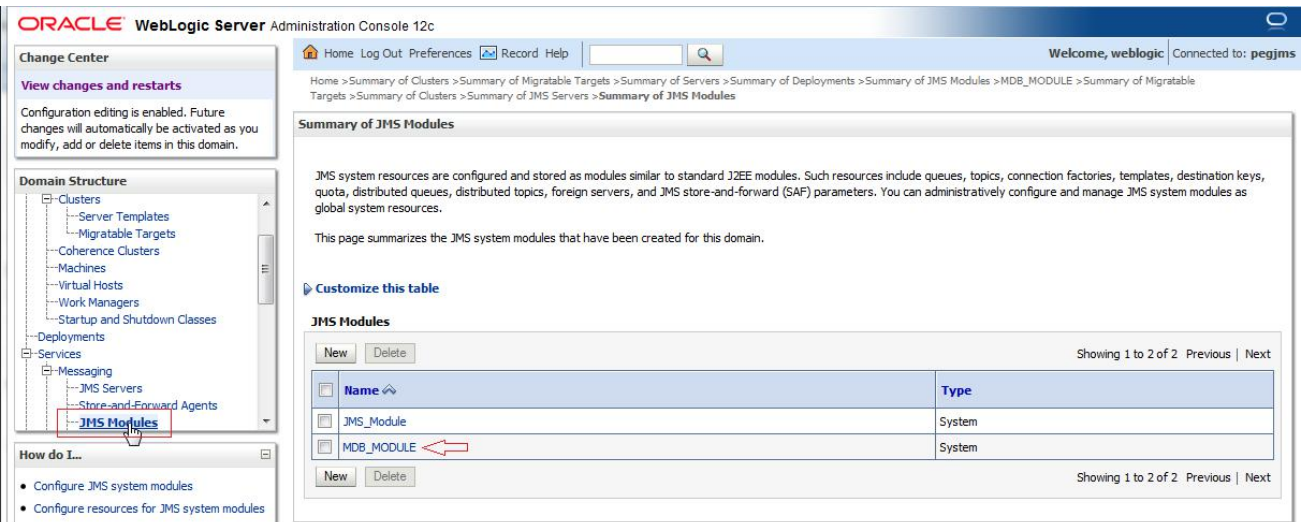 ORACLE WebLogic Server Administration Console 12c
Change Center
View changes and restarts
Configuration editing is enabled. Future
changes will automatically be activated as you
modify, add or delete items in this domain.
Domain Structure
Clusters
Server Templates
Migratable Targets
Coherence Clusters
Machines
Virtual Hosts
Work Managers
Startup and Shutdown Classes
Deployments
Services
Messaging
JMS Servers
Store-and-Forward Agents
JMS Modules
How do I...
Configure JMS system modules
Configure resources for JMS system modules
Home Log Out Preferences Record Help
Welcome, weblogic Connected to: pegjms
Home >Summary of Clusters >Summary of Migratable Targets >Summary of Servers >Summary of Deployments >Summary of JMS Modules >MDB_MODULE >Summary of Migratable
Targets >Summary of Clusters >Summary of JMS Servers >Summary of JMS Modules
Summary of JMS Modules
JMS system resources are configured and stored as modules similar to standard J2EE modules. Such resources include queues, topics, connection factories, templates, destination keys,
quota, distributed queues, distributed topics, foreign servers, and JMS store-and-forward (SAF) parameters. You can administratively configure and manage JMS system modules as
global system resources.
This page summarizes the JMS system modules that have been created for this domain.
Customize this table
JMS Modules
New Delete Showing 1 to 2 of 2 Previous | Next
Name Type
JMS_Module System
MDB_MODULE System
New Delete Showing 1 to 2 of 2 Previous | Next